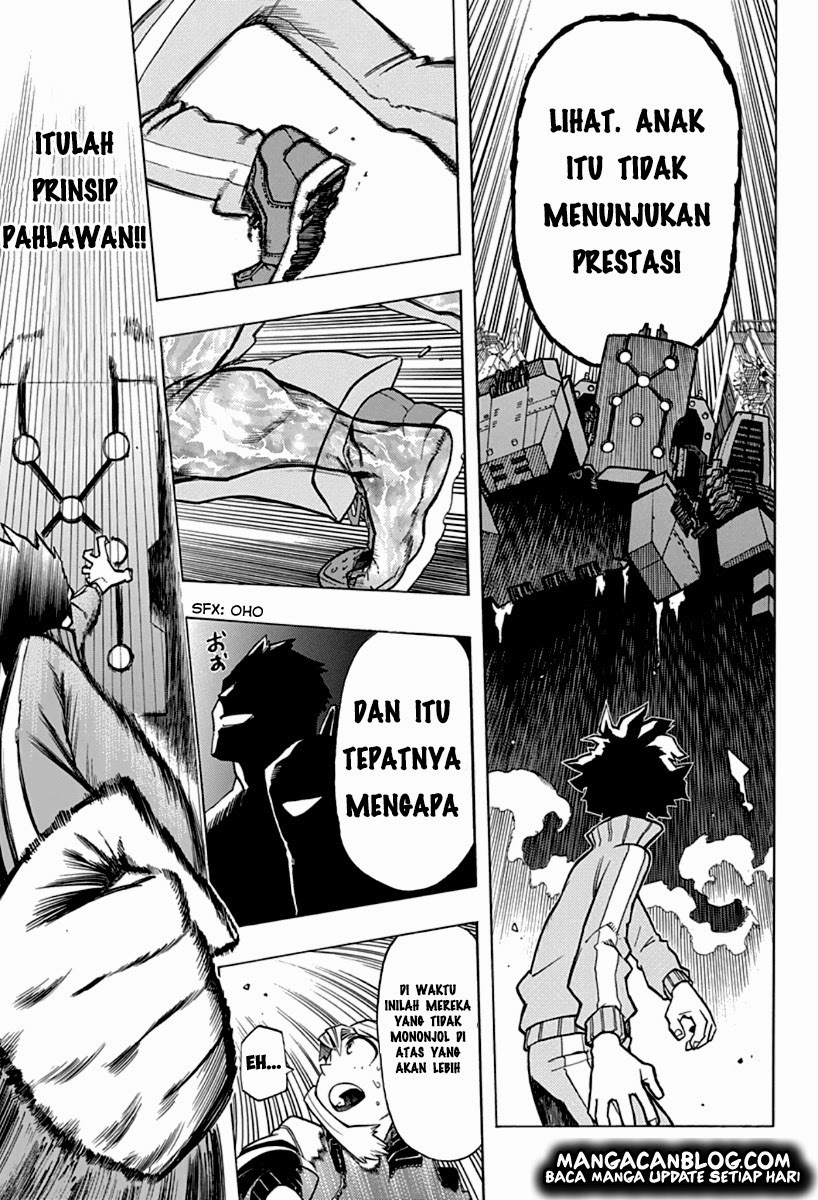 LIHAT. ANAK
ITU TIDAK
MENUNJUKAN
PRESTASI
SFX: OHO
おお
DAN ITU
TEPATNYA
MENGAPA
DI WAKTU
INILAH MEREKA
YANG TIDAK
MONONJOL DI
ATAS YANG
AKAN LEBIH
EH...
ITULAH
PRINSIP
PAHLAWAN!!
MANGACANBLOG.COM
BACA MANGA UPDATE SETIAP HARI